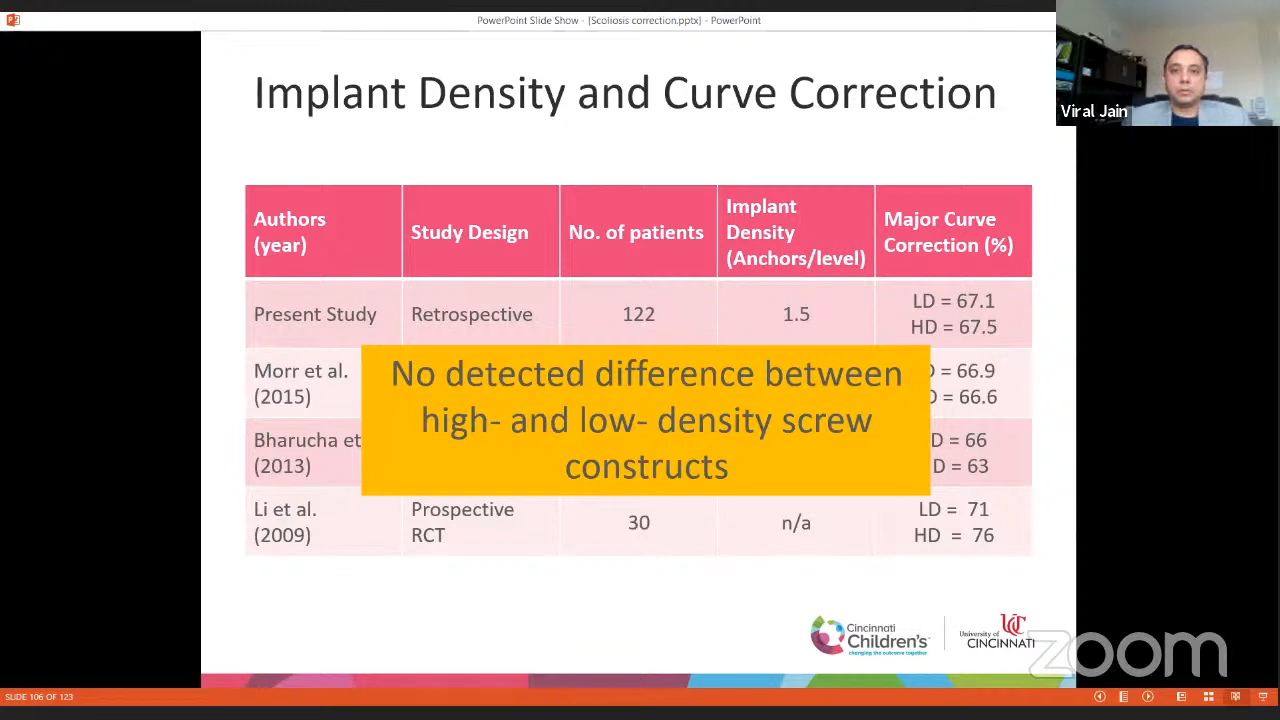 PowerPoint Slide Show - [Scoliosis correction.pptx] - PowerPoint
Viral Jain
Implant Density and Curve Correction
Authors
(year)
Study Design
No. of patients
Implant
Density
(Anchors/level)
Major Curve
Correction (%)
Present Study
Retrospective
122
1.5
LD = 67.1
HD = 67.5
Morr et al.
(2015)
D = 66.9
D = 66.6
Bharucha et
(2013)
D = 66
D = 63
No detected difference between
high- and low- density screw
constructs
Li et al.
(2009)
Prospective
RCT
30
n/a
LD = 71
HD = 76
Cincinnati
Children's
changing the outcome together
UC
University of
CINCINNATI
zoom
SLIDE 106 OF 123